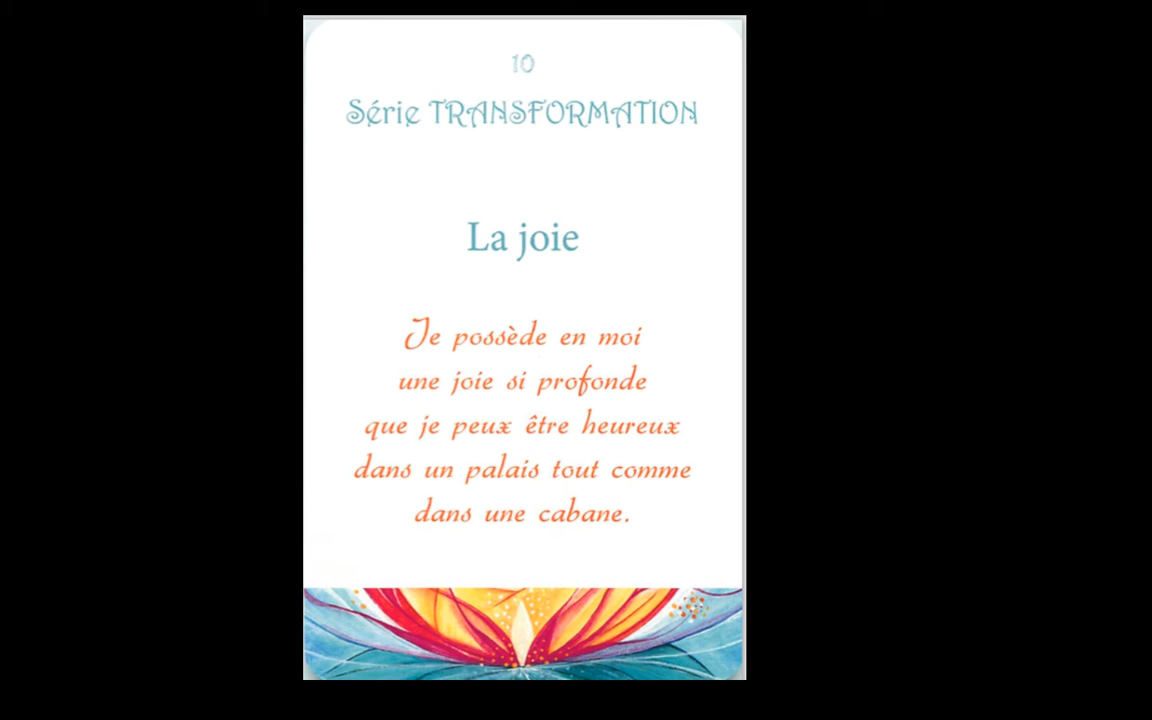 10
Série TRANSFORMATION
La joie
Je possède en moi
une joie si profonde
que je peux être heureux
dans un palais tout comme
dans une cabane.